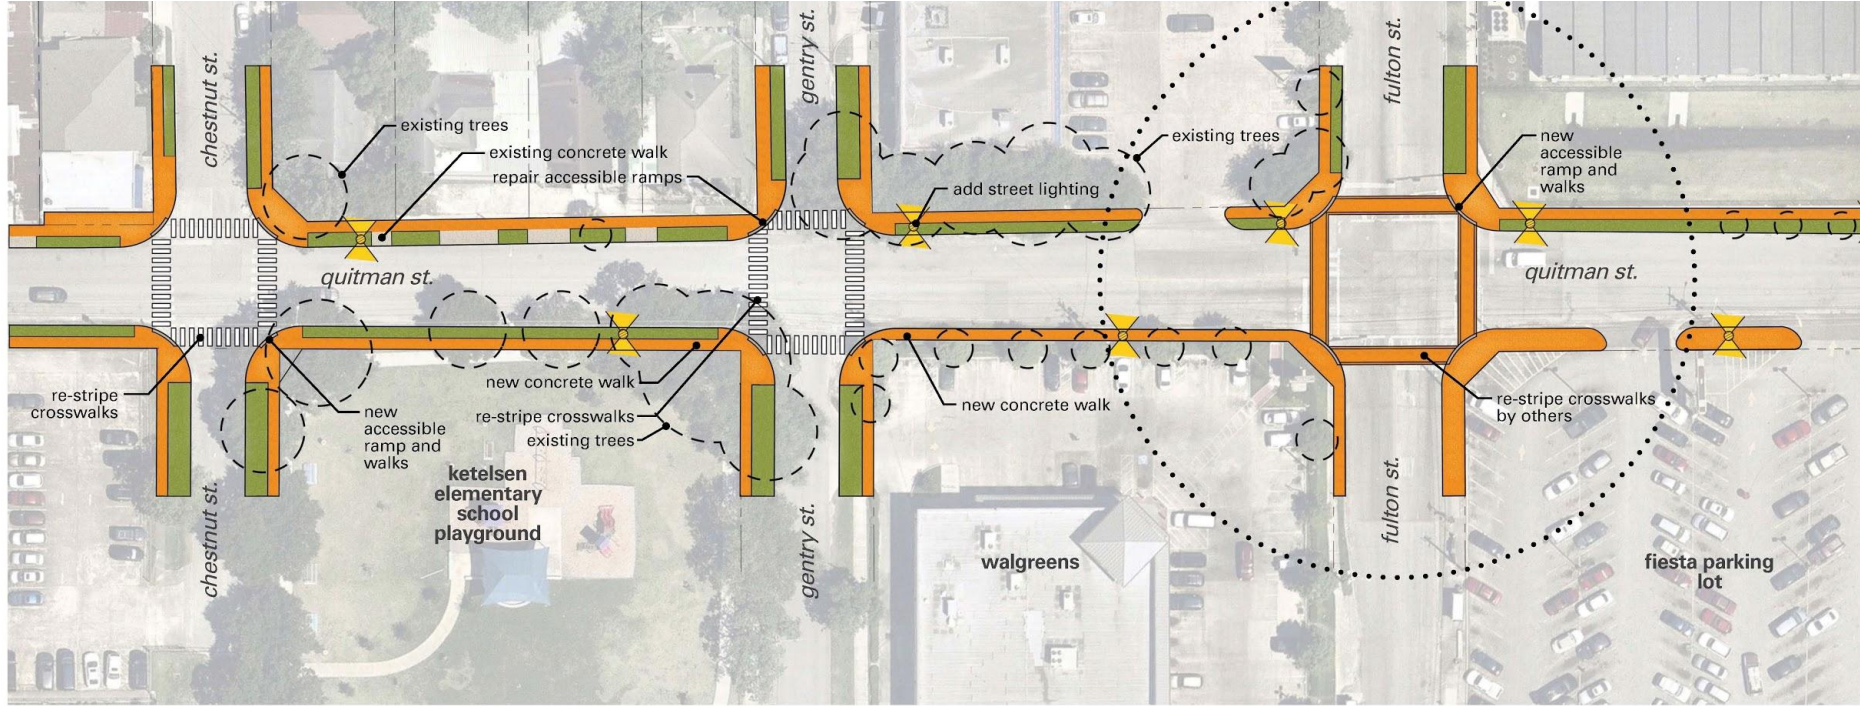 chestnut st.
gentry st.
fulton st.
existing trees
existing concrete walk
repair accessible ramps
add street lighting
existing trees
new
accessible
ramp and
walks
quitman st.
quitman st.
re-stripe
crosswalks
new
accessible
ramp and
walks
new concrete walk
re-stripe crosswalks
existing trees
new concrete walk
re-stripe crosswalks
by others
ketelsen
elementary
school
playground
chestnut st.
gentry st.
fulton st.
walgreens
fiesta parking
lot